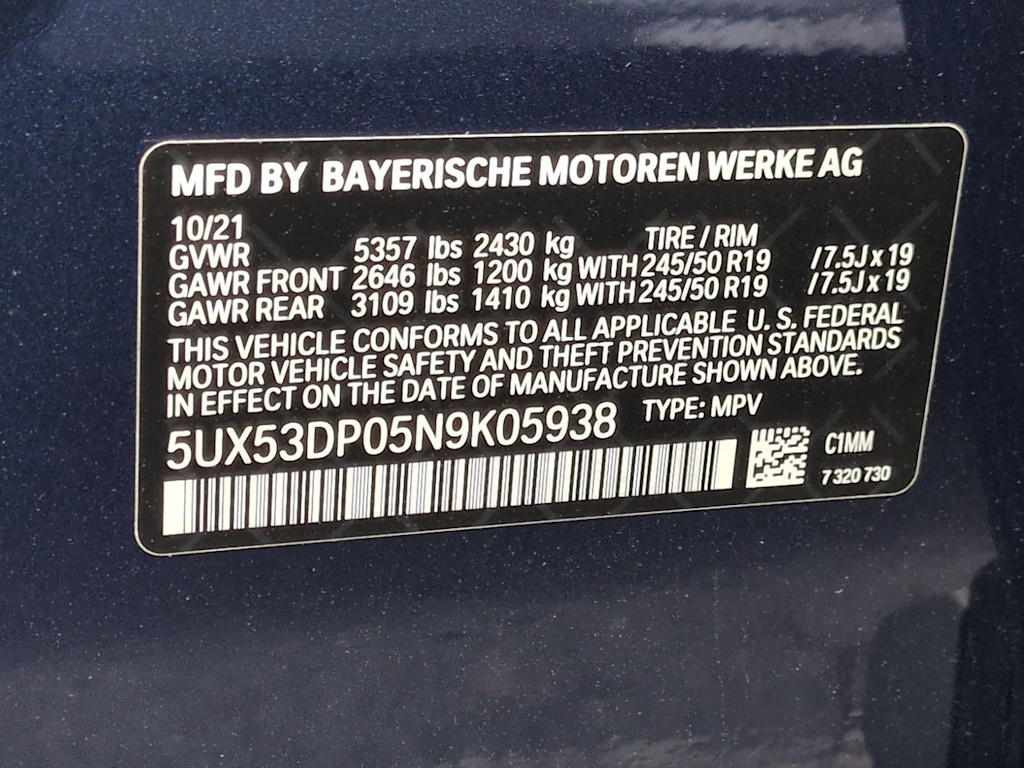 MFD BY BAYERISCHE MOTOREN WERKE AG
10/21 TIRE / RIM
GVWR 5357 lbs 2430 kg
GAWR FRONT 2646 lbs 1200 kg WITH 245/50 R19 /7.5J x 19
GAWR REAR 3109 lbs 1410 kg WITH 245/50 R19 /7.5J x 19
THIS VEHICLE CONFORMS TO ALL APPLICABLE U. S. FEDERAL
MOTOR VEHICLE SAFETY AND THEFT PREVENTION STANDARDS
IN EFFECT ON THE DATE OF MANUFACTURE SHOWN ABOVE.
5UX53DP05N9K05938 TYPE: MPV
C1MM
7 320 730